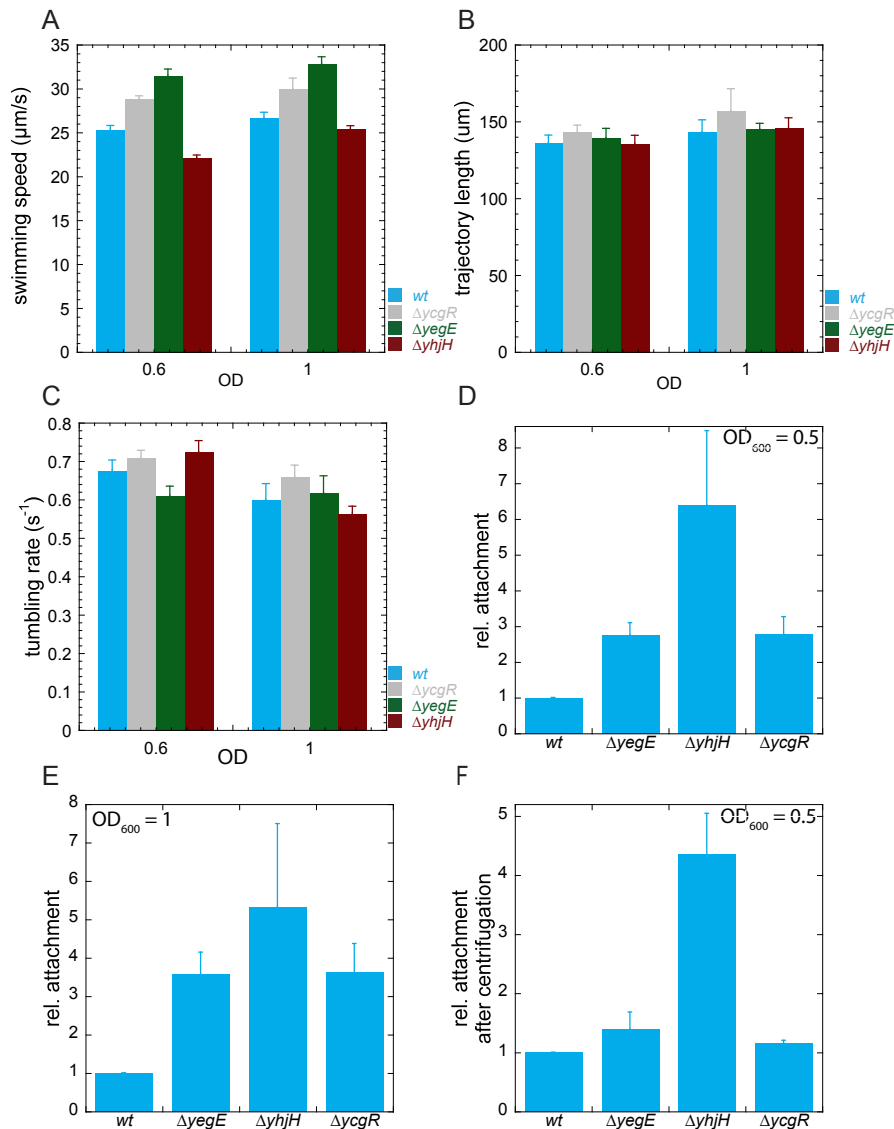 A
swimming speed (µm/s)
35
30
25
20
15
10
5
0
0.6
1
OD
wt
ΔycgR
ΔyegE
ΔyhjH
B
trajectory length (um)
200
150
100
50
0
0.6
1
OD
wt
ΔycgR
ΔyegE
ΔyhjH
C
tumbling rate (s⁻¹)
0.8
0.7
0.6
0.5
0.4
0.3
0.2
0.1
0
0.6
1
OD
wt
ΔycgR
ΔyegE
ΔyhjH
D
OD₆₀₀ = 0.5
rel. attachment
8
7
6
5
4
3
2
1
0
wt ΔyegE ΔyhjH ΔycgR
E
OD₆₀₀ = 1
rel. attachment
8
7
6
5
4
3
2
1
0
wt ΔyegE ΔyhjH ΔycgR
F
OD₆₀₀ = 0.5
rel. attachment
after centrifugation
5
4
3
2
1
0
wt ΔyegE ΔyhjH ΔycgR